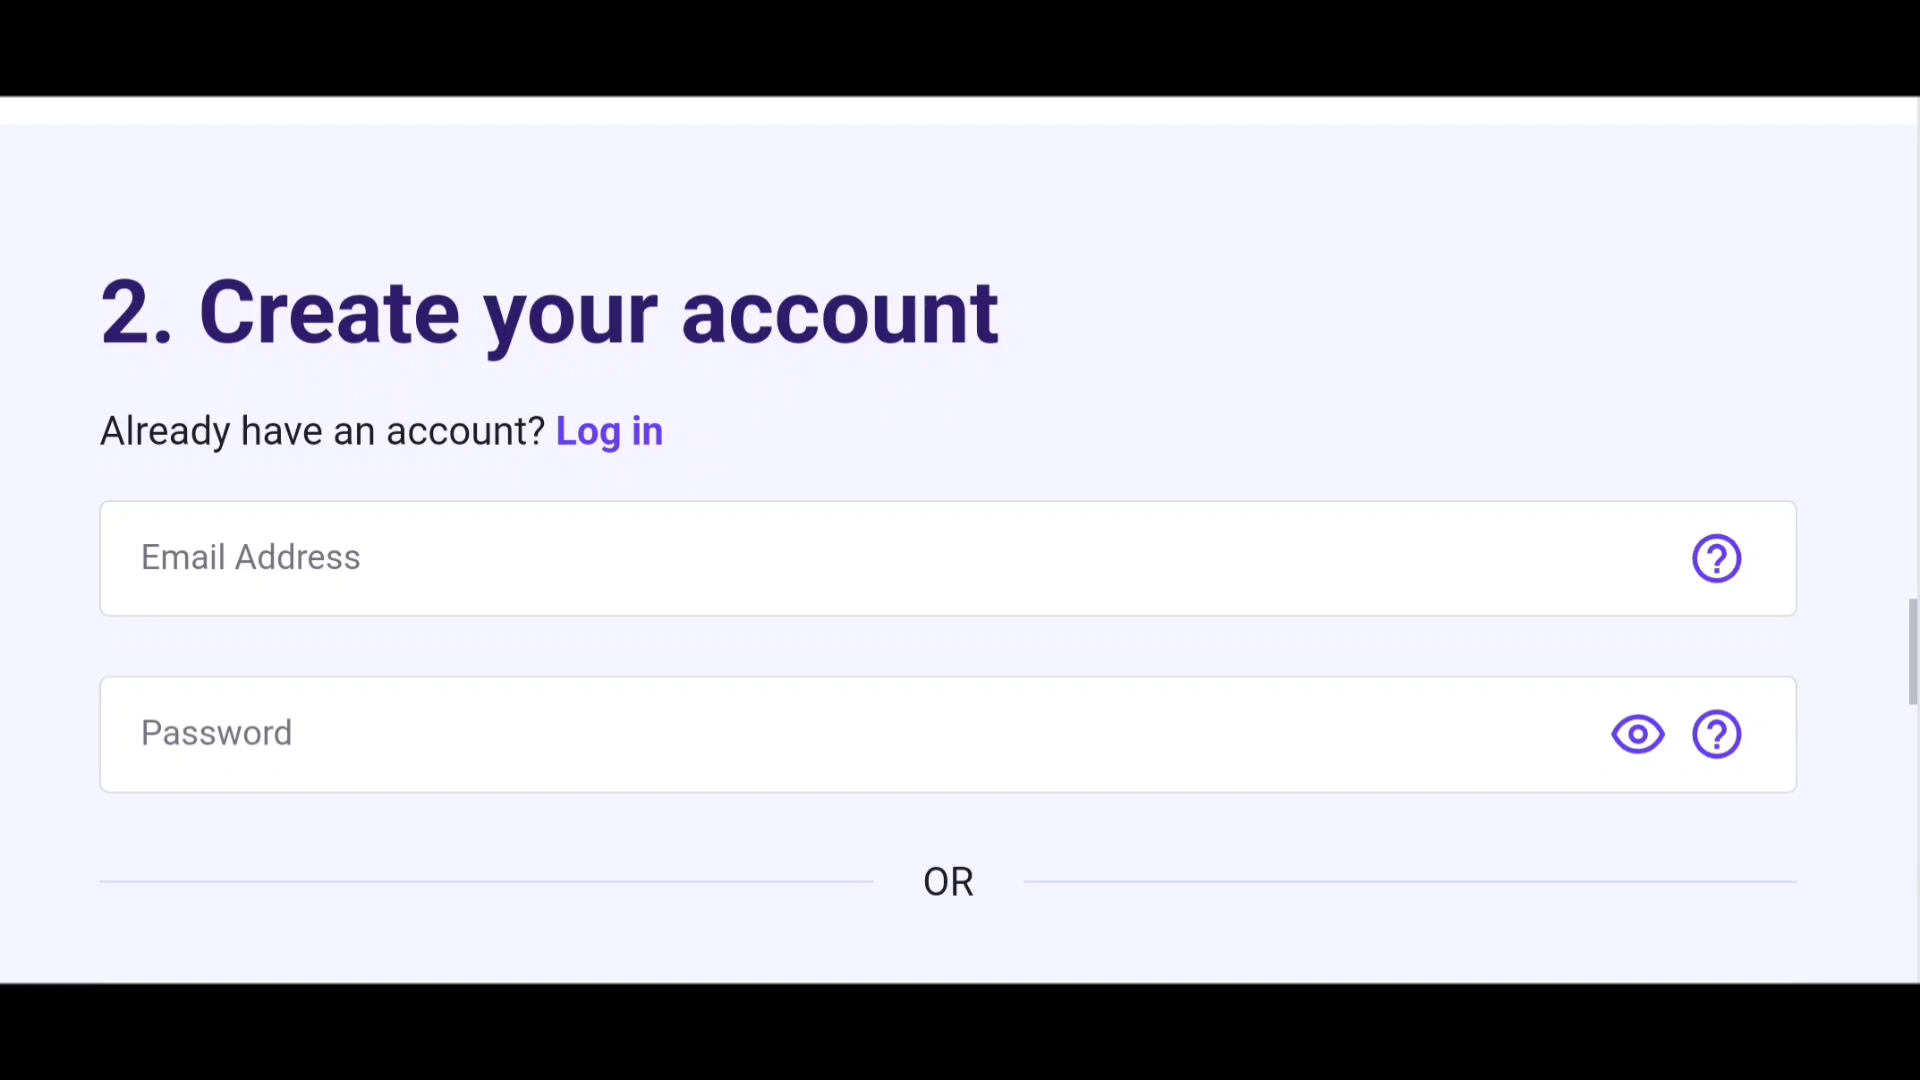 2. Create your account
Already have an account? Log in
Email Address
Password
OR